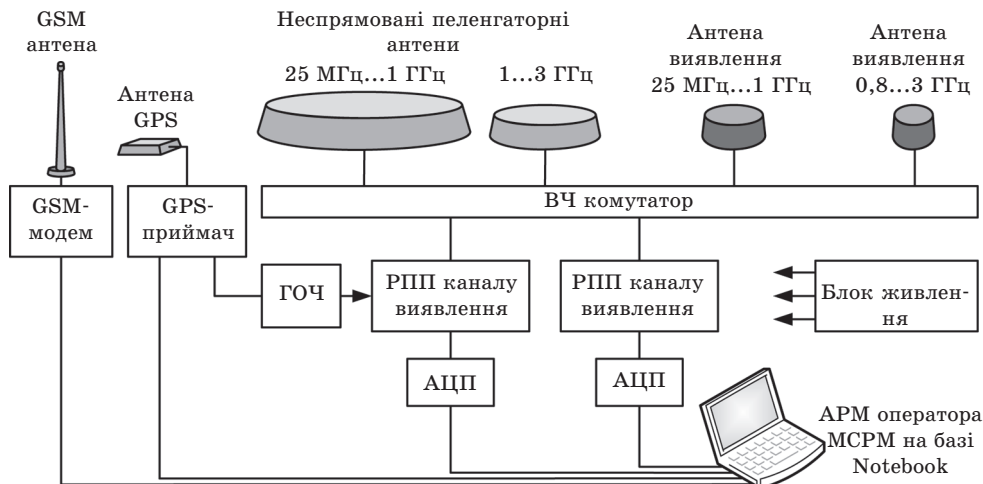 GSM
антена
Неспрямовані пеленгаторні
антени
25 МГц...1 ГГц
1...3 ГГц
Антена
виявлення
25 МГц...1 ГГц
Антена
виявлення
0,8...3 ГГц
Антена
GPS
GSM-
модем
GPS-
приймач
ВЧ комутатор
ГОЧ
РПП каналу
виявлення
РПП каналу
виявлення
Блок живлен-
ня
АЦП
АЦП
АРМ оператора
МСРМ на базі
Notebook